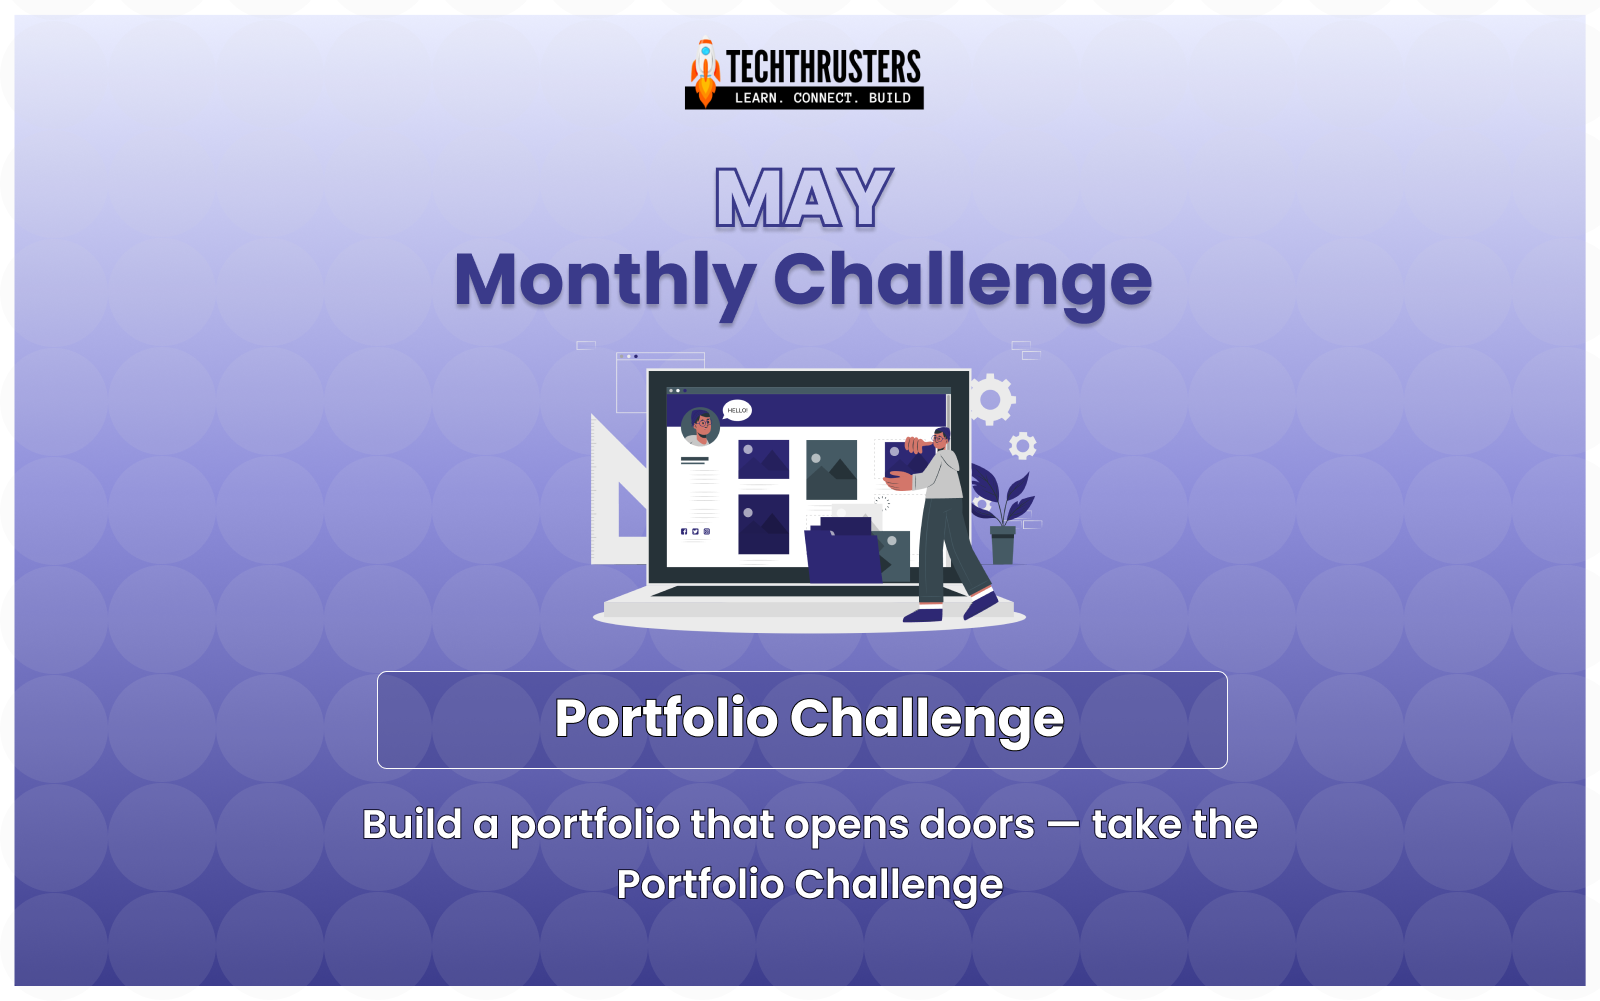 TECHTHRUSTERS
LEARN. CONNECT. BUILD
MAY
Monthly Challenge
HELLO!
Portfolio Challenge
Build a portfolio that opens doors — take the
Portfolio Challenge